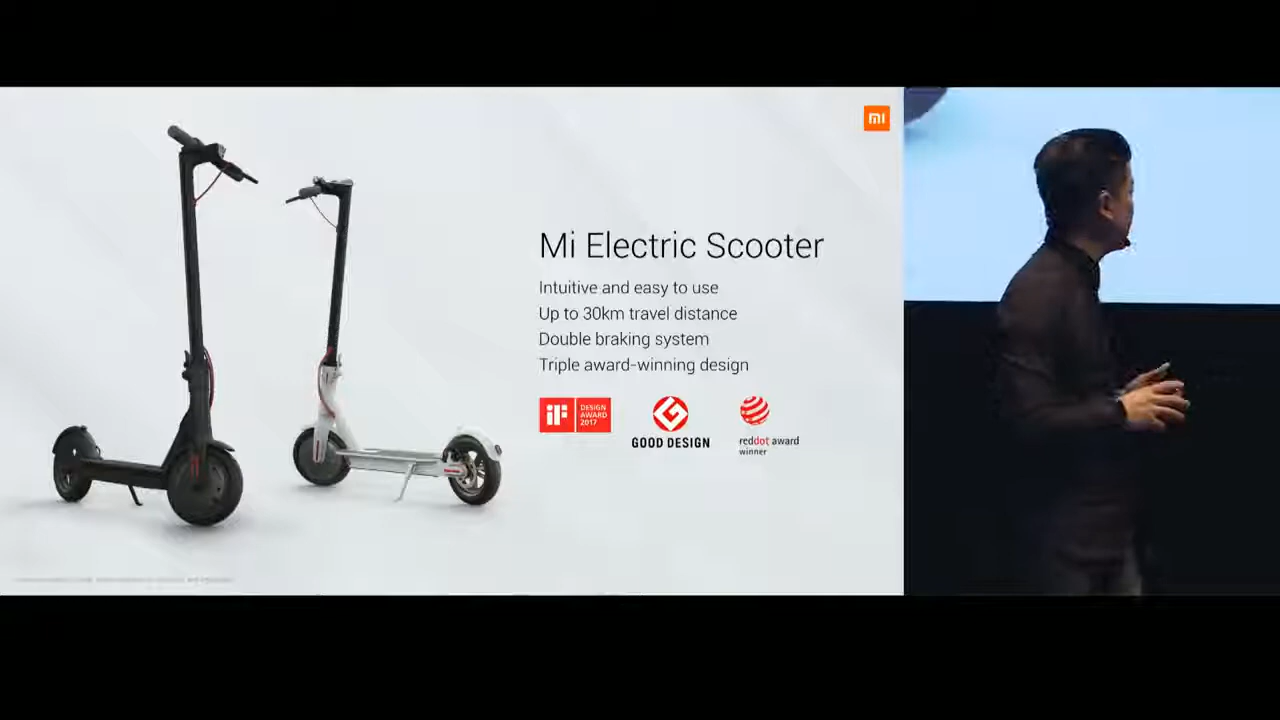 mi
Mi Electric Scooter
Intuitive and easy to use
Up to 30km travel distance
Double braking system
Triple award-winning design
iF
DESIGN
AWARD
2017
GOOD DESIGN
reddot award
winner